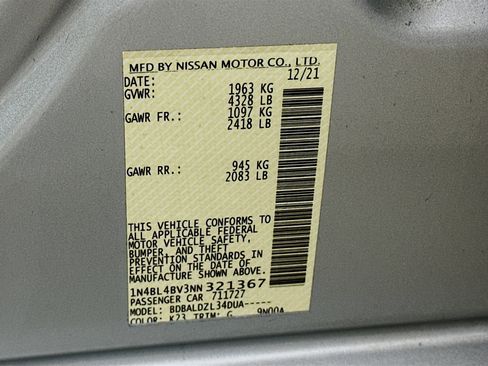 MFD BY NISSAN MOTOR CO., LTD.
DATE: 12/21
GVWR: 1963 KG
4328 LB
GAWR FR.: 1097 KG
2418 LB
GAWR RR.: 945 KG
2083 LB
THIS VEHICLE CONFORMS TO
ALL APPLICABLE FEDERAL
MOTOR VEHICLE SAFETY,
BUMPER, AND THEFT
PREVENTION STANDARDS IN
EFFECT ON THE DATE OF
MANUFACTURE SHOWN ABOVE.
1N4BL4BV3NN321367
PASSENGER CAR 711727
MODEL: BDBALDZL34DUA-----
COLOR: K23 TRIM: G 9N00A